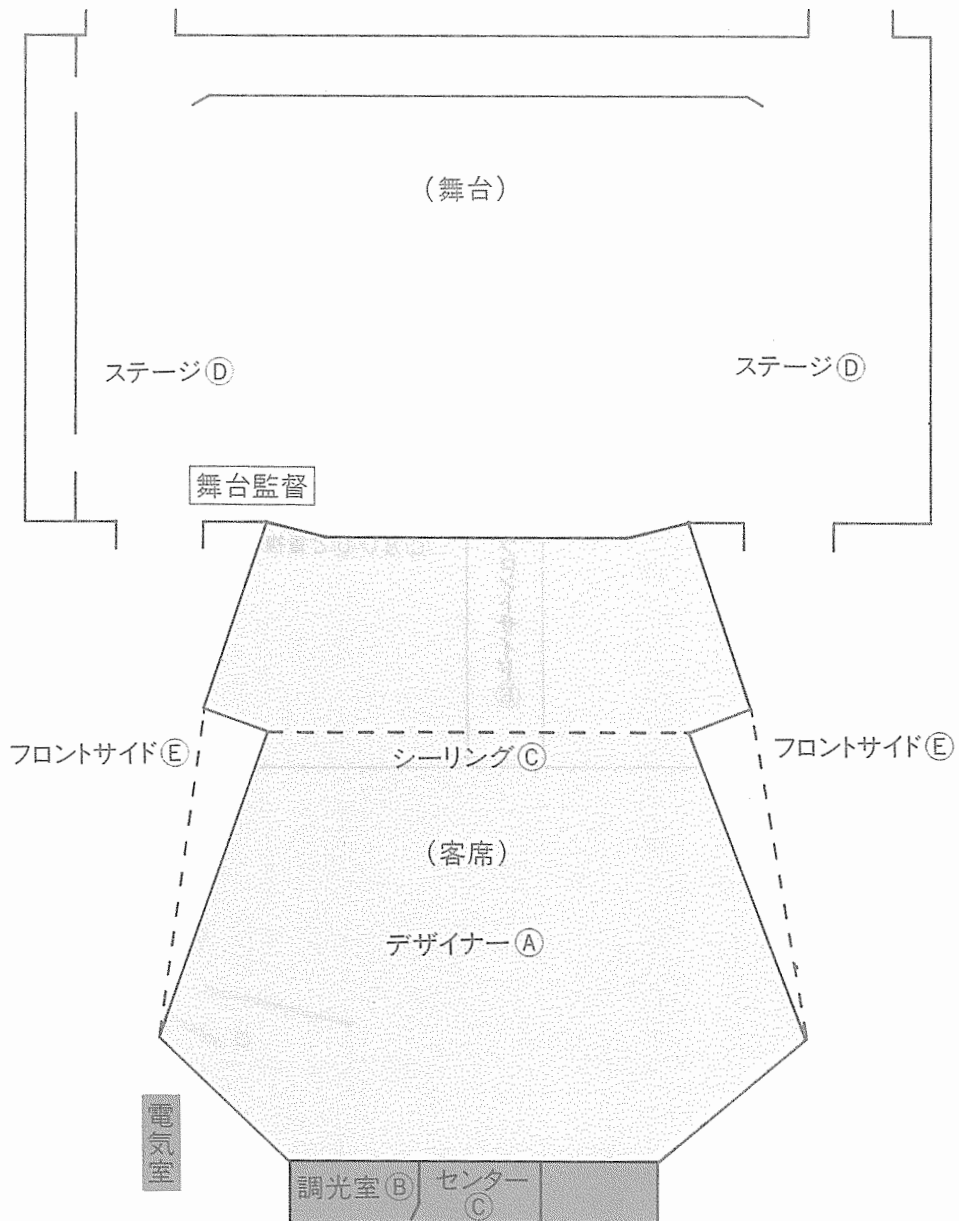 (舞台)
ステージⒹ
ステージⒹ
舞台監督
フロントサイドⒺ
シーリングⒸ
フロントサイドⒺ
(客席)
デザイナーⒶ
電気室
調光室Ⓑ
センター
Ⓒ